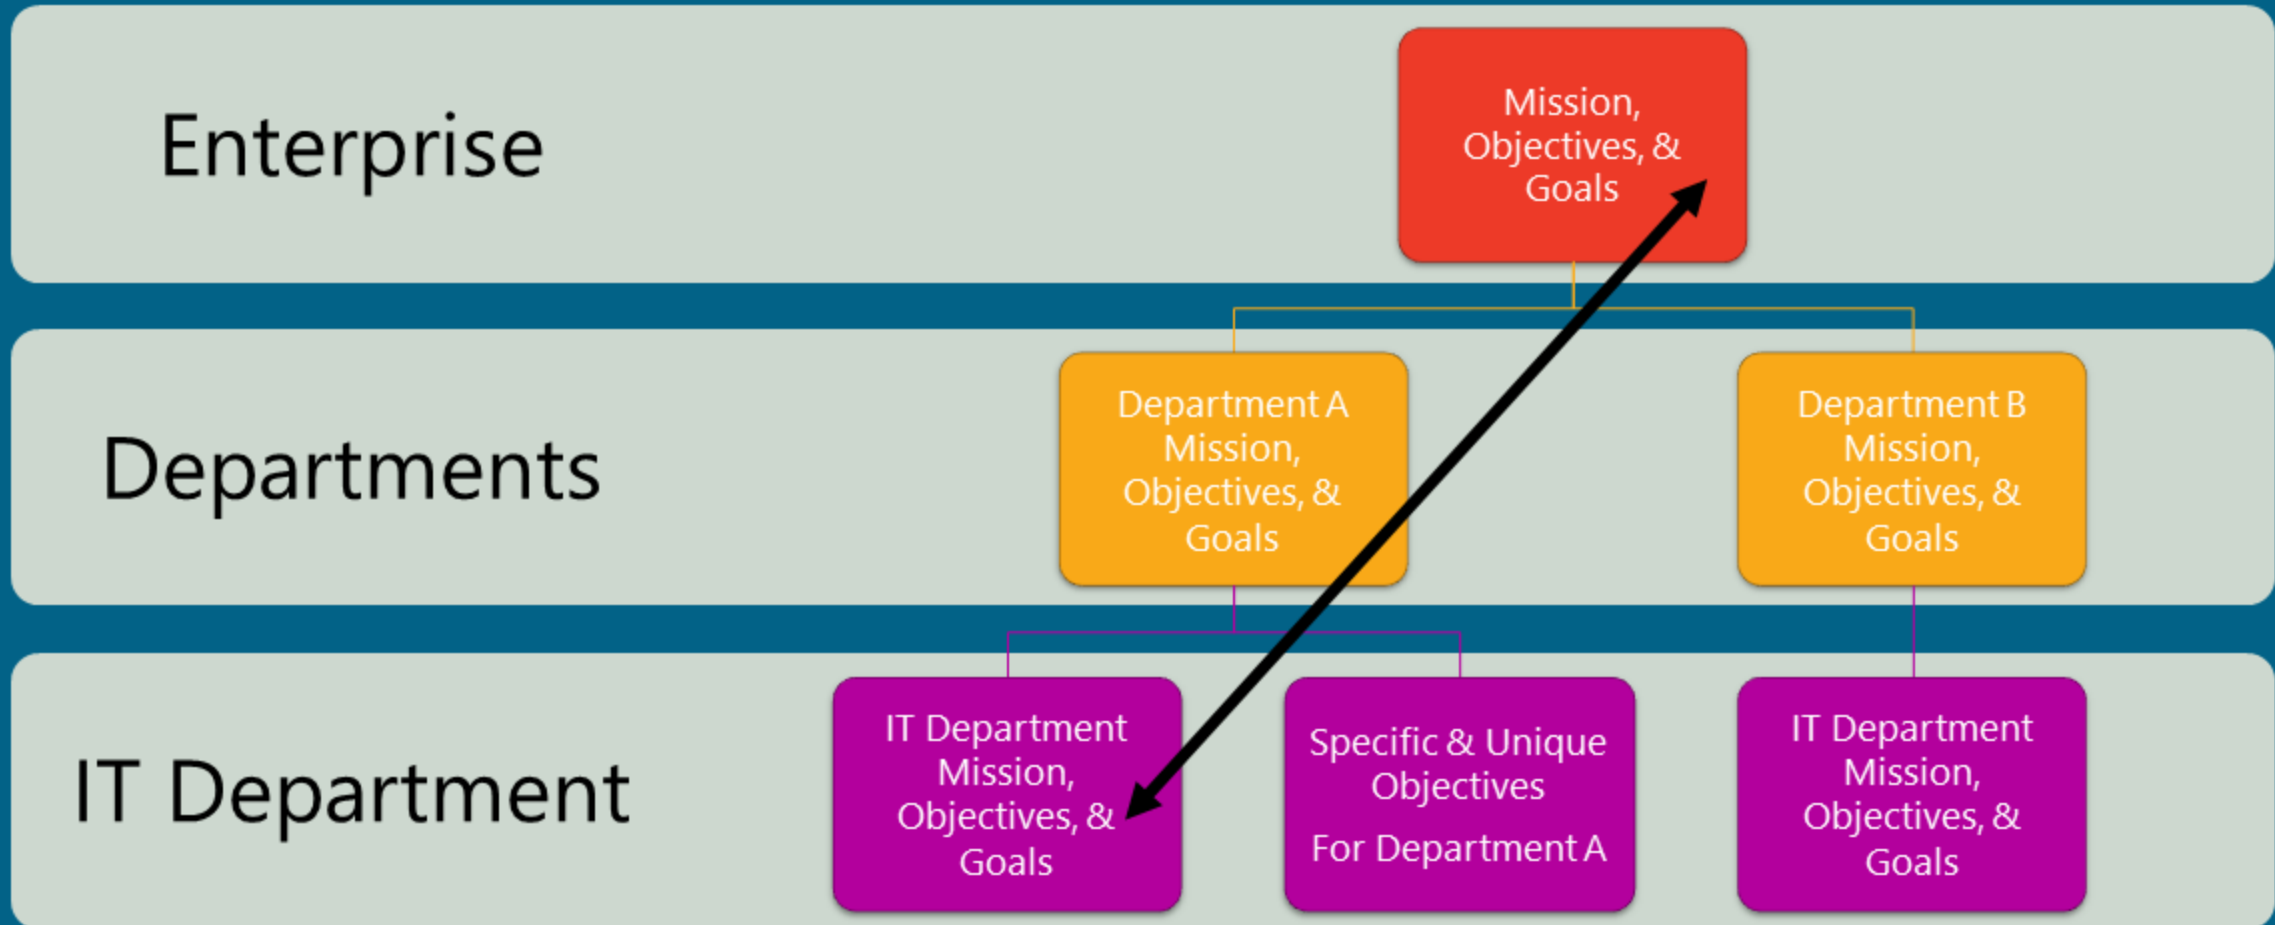 Enterprise
Mission,
Objectives, &
Goals
Departments
Department A
Mission,
Objectives, &
Goals
Department B
Mission,
Objectives, &
Goals
IT Department
IT Department
Mission,
Objectives, &
Goals
Specific & Unique
Objectives
For Department A
IT Department
Mission,
Objectives, &
Goals